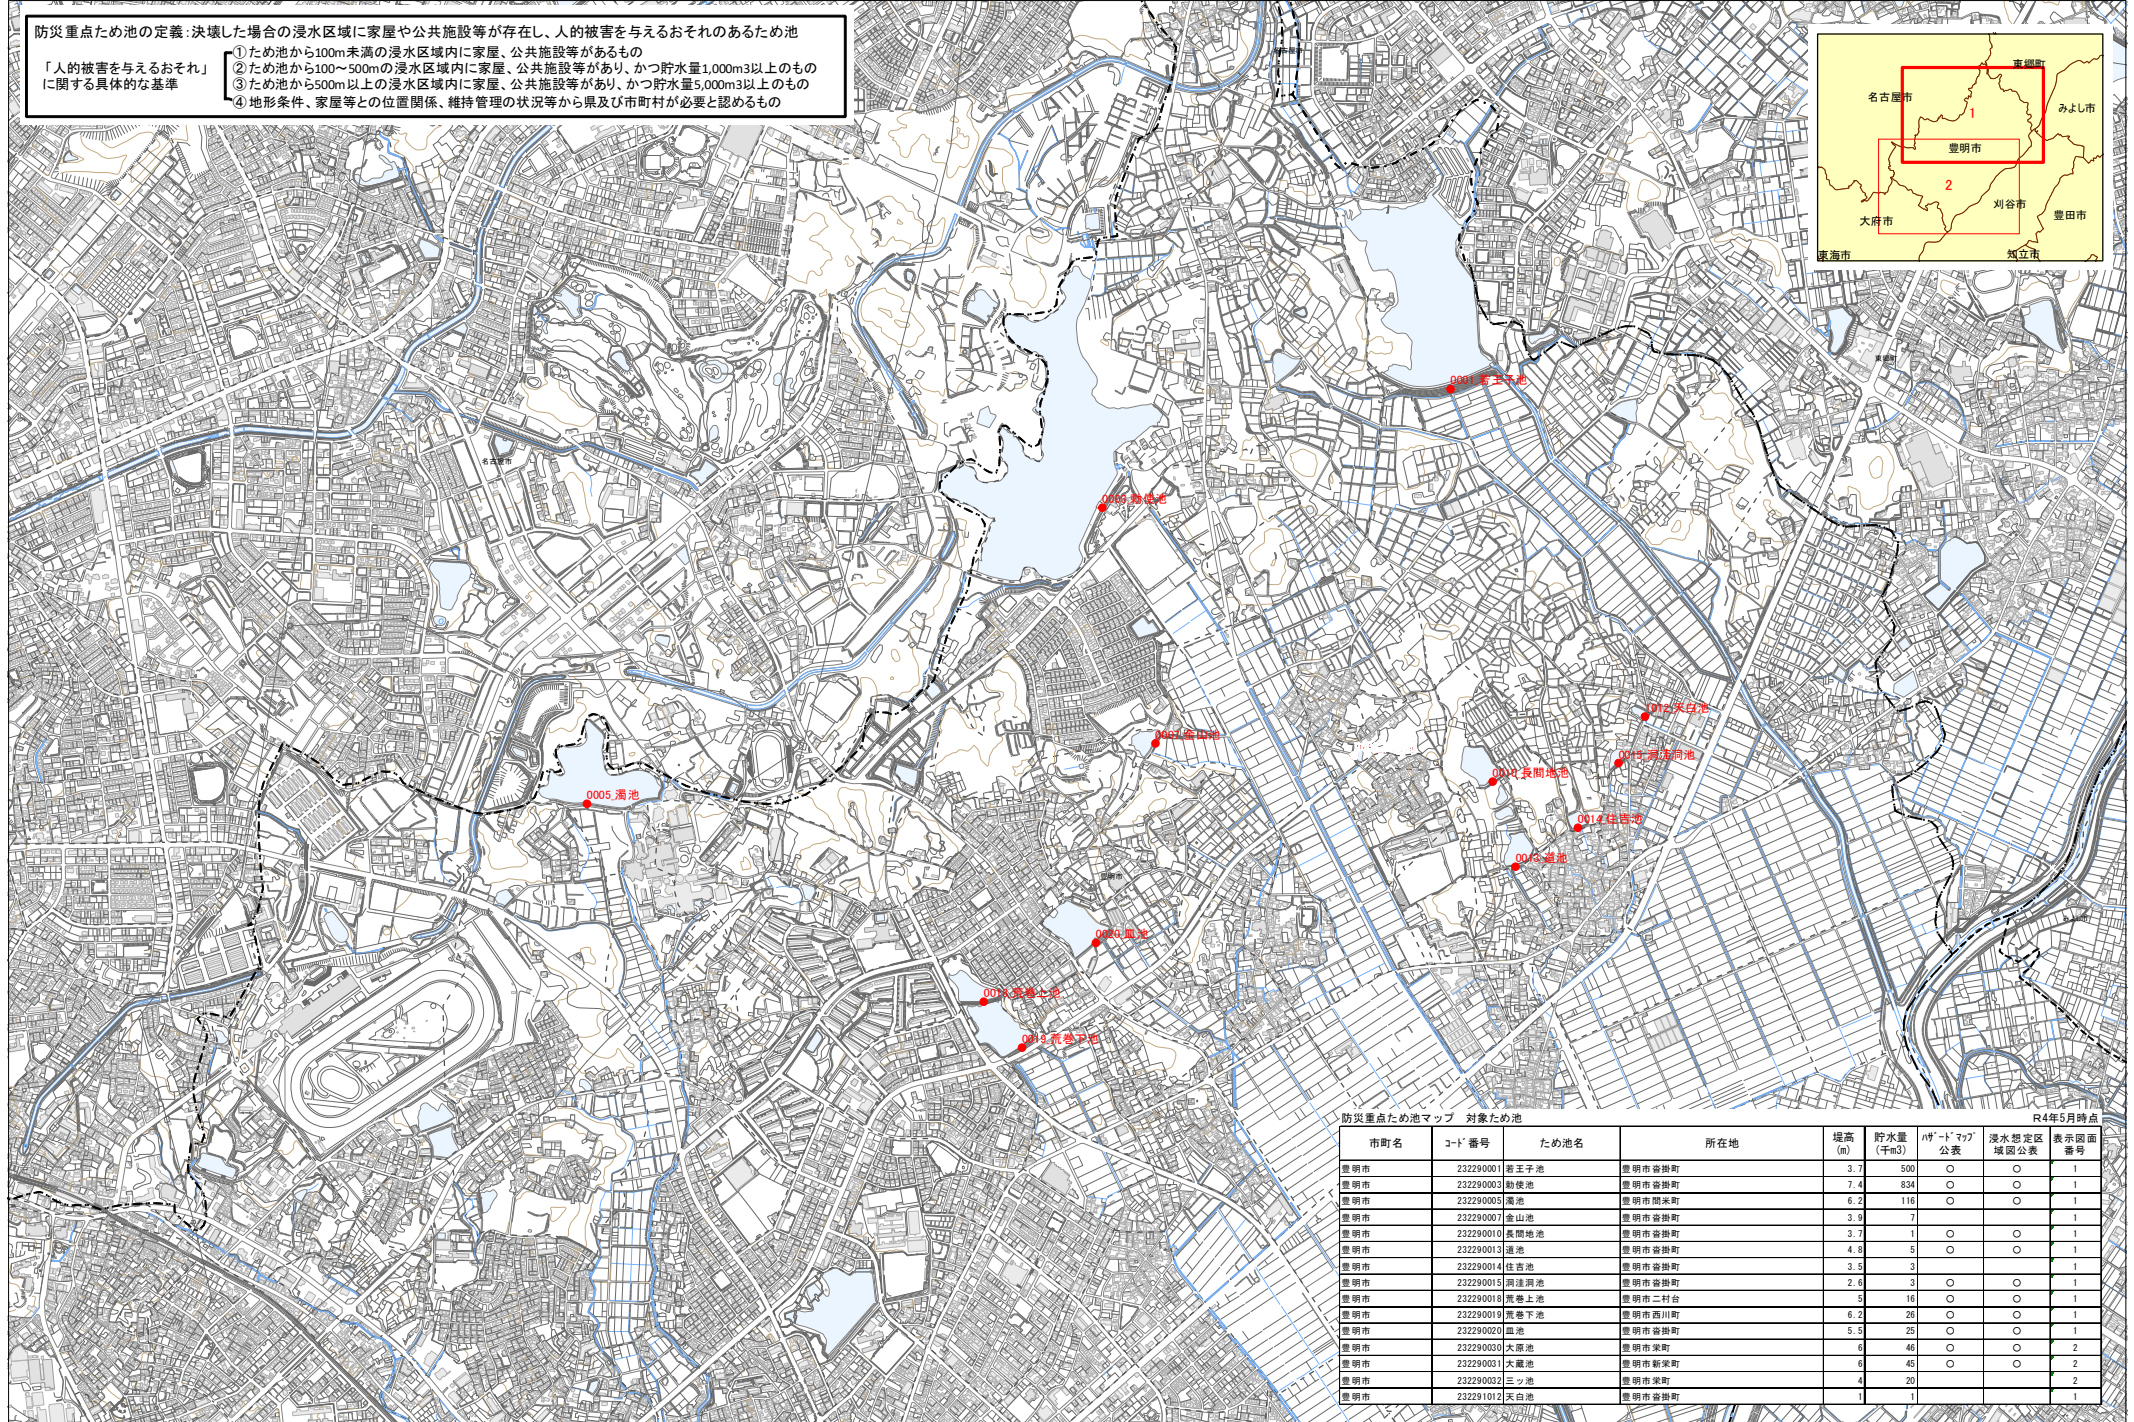 防災重点ため池の定義：決壊した場合の浸水区域に家屋や公共施設等が存在し、人的被害を与えるおそれのあるため池
「人的被害を与えるおそれ」
に関する具体的な基準
①ため池から100m未満の浸水区域内に家屋、公共施設等があるもの
②ため池から100～500mの浸水区域内に家屋、公共施設等があり、かつ貯水量1,000m3以上のもの
③ため池から500m以上の浸水区域内に家屋、公共施設等があり、かつ貯水量5,000m3以上のもの
④地形条件、家屋等との位置関係、維持管理の状況等から県及び市町村が必要と認めるもの
東郷町
名古屋市
みよし市
1
豊明市
2
刈谷市
大府市
豊田市
東海市
知立市
名古屋市
東郷町
0001 若王子池
名古屋市
0003 勅使池
1012 天白池
0007 金山池
0015 洞洼洞池
0010 長間地池
0005 濁池
0014 住吉池
0013 道池
豊明市
0020 皿池
0018 荒巻上池
0019 荒巻下池
防災重点ため池マップ　対象ため池 R4年5月時点
市町名 コード番号 ため池名 所在地 堤高(m) 貯水量(千m3) ハザードマップ公表 浸水想定区域図公表 表示図面番号
豊明市 232290001 若王子池 豊明市沓掛町 3.7 500 ○ ○ 1
豊明市 232290003 勅使池 豊明市沓掛町 7.4 834 ○ ○ 1
豊明市 232290005 濁池 豊明市間米町 6.2 116 ○ ○ 1
豊明市 232290007 金山池 豊明市沓掛町 3.9 7 1
豊明市 232290010 長間地池 豊明市沓掛町 3.7 1 ○ ○ 1
豊明市 232290013 道池 豊明市沓掛町 4.8 5 ○ ○ 1
豊明市 232290014 住吉池 豊明市沓掛町 3.5 3 1
豊明市 232290015 洞洼洞池 豊明市沓掛町 2.6 3 ○ ○ 1
豊明市 232290018 荒巻上池 豊明市二村台 5 16 ○ ○ 1
豊明市 232290019 荒巻下池 豊明市西川町 6.2 26 ○ ○ 1
豊明市 232290020 皿池 豊明市沓掛町 5.5 25 ○ ○ 1
豊明市 232290030 大原池 豊明市栄町 6 46 ○ ○ 2
豊明市 232290031 大蔵池 豊明市新栄町 6 45 ○ ○ 2
豊明市 232290032 三ッ池 豊明市栄町 4 20 2
豊明市 232291012 天白池 豊明市沓掛町 1 1 1